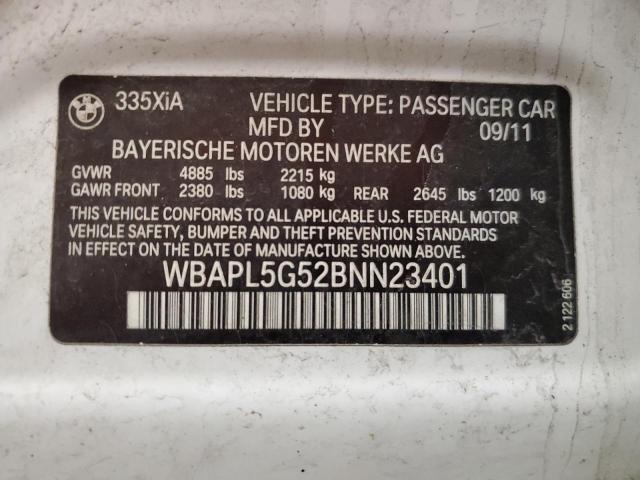 BMW
335XiA VEHICLE TYPE: PASSENGER CAR
MFD BY 09/11
BAYERISCHE MOTOREN WERKE AG
GVWR 4885 lbs 2215 kg
GAWR FRONT 2380 lbs 1080 kg REAR 2645 lbs 1200 kg
THIS VEHICLE CONFORMS TO ALL APPLICABLE U.S. FEDERAL MOTOR
VEHICLE SAFETY, BUMPER AND THEFT PREVENTION STANDARDS
IN EFFECT ON THE DATE OF MANUFACTURE SHOWN ABOVE.
WBAPL5G52BNN23401
2 122 606